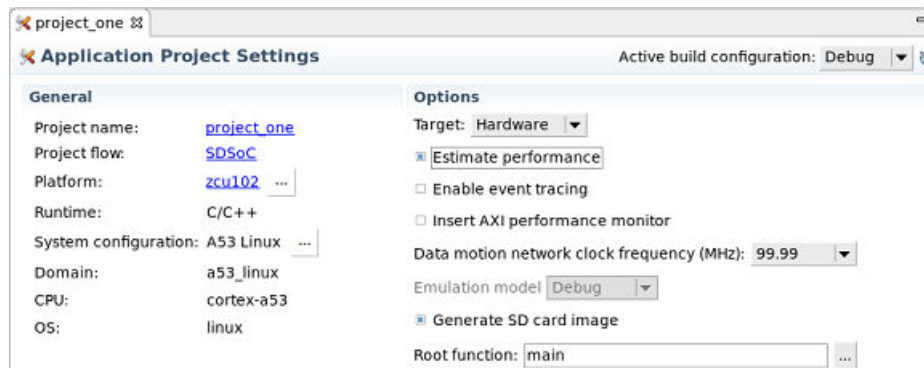 project_one
Application Project Settings
Active build configuration: Debug
General
Project name: project_one
Project flow: SDSoC
Platform: zcu102 ...
Runtime: C/C++
System configuration: A53 Linux ...
Domain: a53_linux
CPU: cortex-a53
OS: linux
Options
Target: Hardware
Estimate performance
Enable event tracing
Insert AXI performance monitor
Data motion network clock frequency (MHz): 99.99
Emulation model Debug
Generate SD card image
Root function: main ...